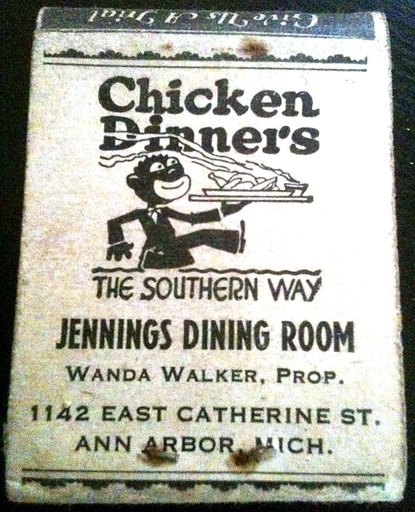 Give Us A Trial
Chicken
Dinners
THE SOUTHERN WAY
JENNINGS DINING ROOM
WANDA WALKER, PROP.
1142 EAST CATHERINE ST.
ANN ARBOR, MICH.